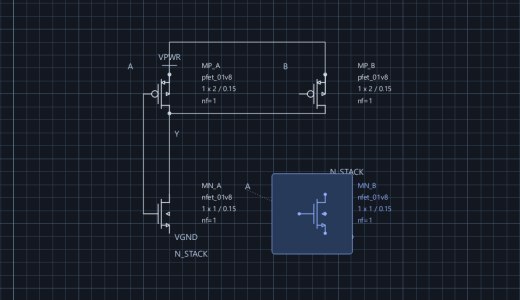 VPWR
A
MP_A
pfet_01v8
1 x 2 / 0.15
nf=1
B
MP_B
pfet_01v8
1 x 2 / 0.15
nf=1
Y
N_STACK
MN_A
nfet_01v8
1 x 1 / 0.15
nf=1
A
MN_B
nfet_01v8
1 x 1 / 0.15
nf=1
VGND
N_STACK